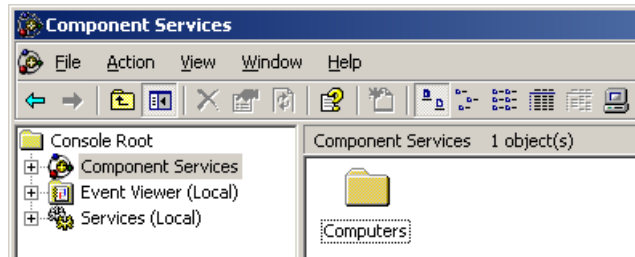 Component Services
File Action View Window Help
Console Root
Component Services
Event Viewer (Local)
Services (Local)
Component Services 1 object(s)
Computers